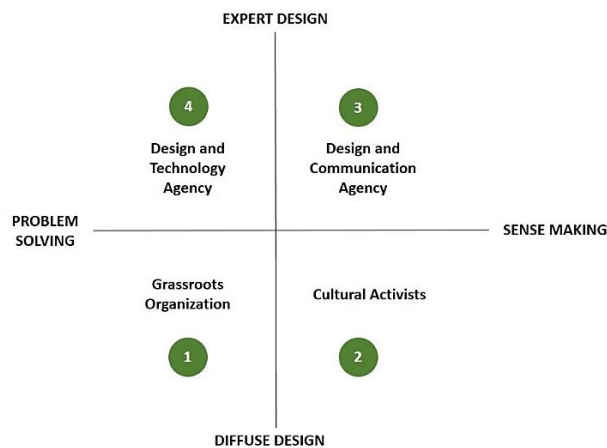 EXPERT DESIGN
4
3
Design and
Technology
Agency
Design and
Communication
Agency
PROBLEM
SOLVING
SENSE MAKING
Grassroots
Organization
Cultural Activists
1
2
DIFFUSE DESIGN